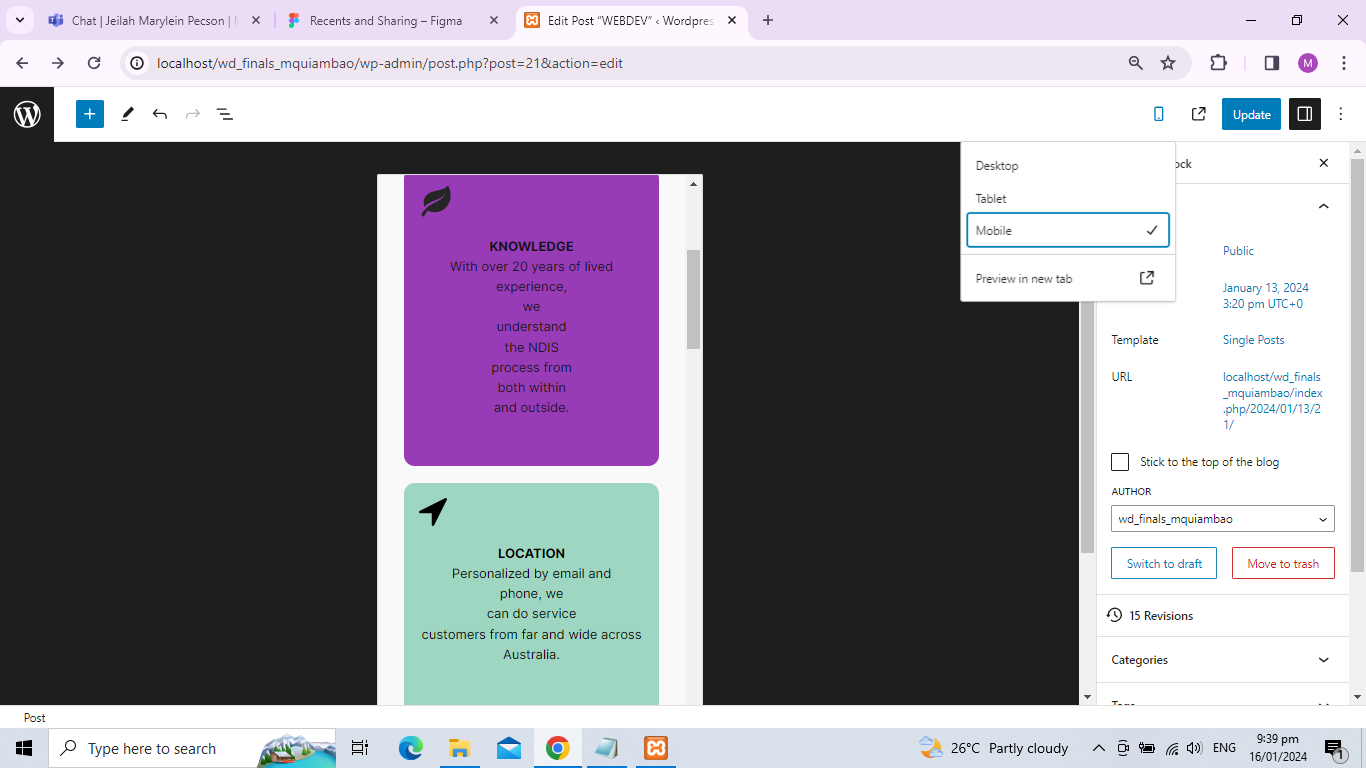 Chat | Jeilah Marylein Pecson | M
Recents and Sharing – Figma
Edit Post “WEBDEV” ‹ Wordpres
localhost/wd_finals_mquiambao/wp-admin/post.php?post=21&action=edit
M
Update
Desktop
Tablet
Mobile
Preview in new tab
ock
KNOWLEDGE
With over 20 years of lived
experience,
we
understand
the NDIS
process from
both within
and outside.
LOCATION
Personalized by email and
phone, we
can do service
customers from far and wide across
Australia.
Public
January 13, 2024
3:20 pm UTC+0
Template
Single Posts
URL
localhost/wd_finals
_mquiambao/index
.php/2024/01/13/2
1/
Stick to the top of the blog
AUTHOR
wd_finals_mquiambao
Switch to draft
Move to trash
15 Revisions
Categories
Tags
Post
Type here to search
26°C Partly cloudy
ENG
9:39 pm
16/01/2024
1